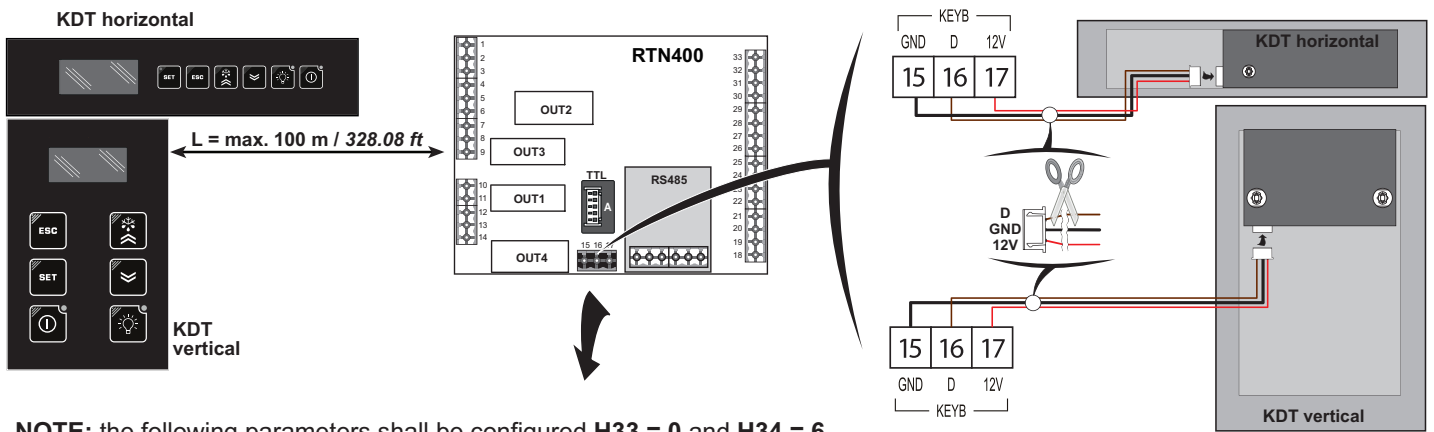 KDT horizontal
SET ESC
L = max. 100 m / 328.08 ft
ESC
SET
KDT
vertical
RTN400
1
2
3
4
5
6
7
8
9
10
11
12
13
14
OUT2
OUT3
OUT1
OUT4
TTL
A
RS485
15 16 17
33
32
31
30
29
28
27
26
25
24
23
22
21
20
19
18
KEYB
GND D 12V
15 16 17
KDT horizontal
D
GND
12V
15 16 17
GND D 12V
KEYB
KDT vertical
NOTE: the following parameters shall be configured H33 = 0 and H34 = 6